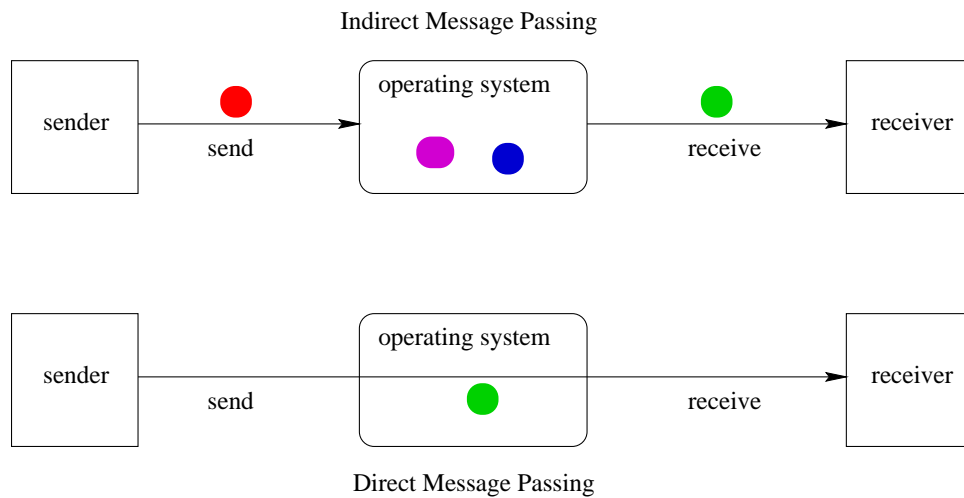 Indirect Message Passing
operating system
sender
receiver
send
receive
operating system
sender
receiver
send
receive
Direct Message Passing